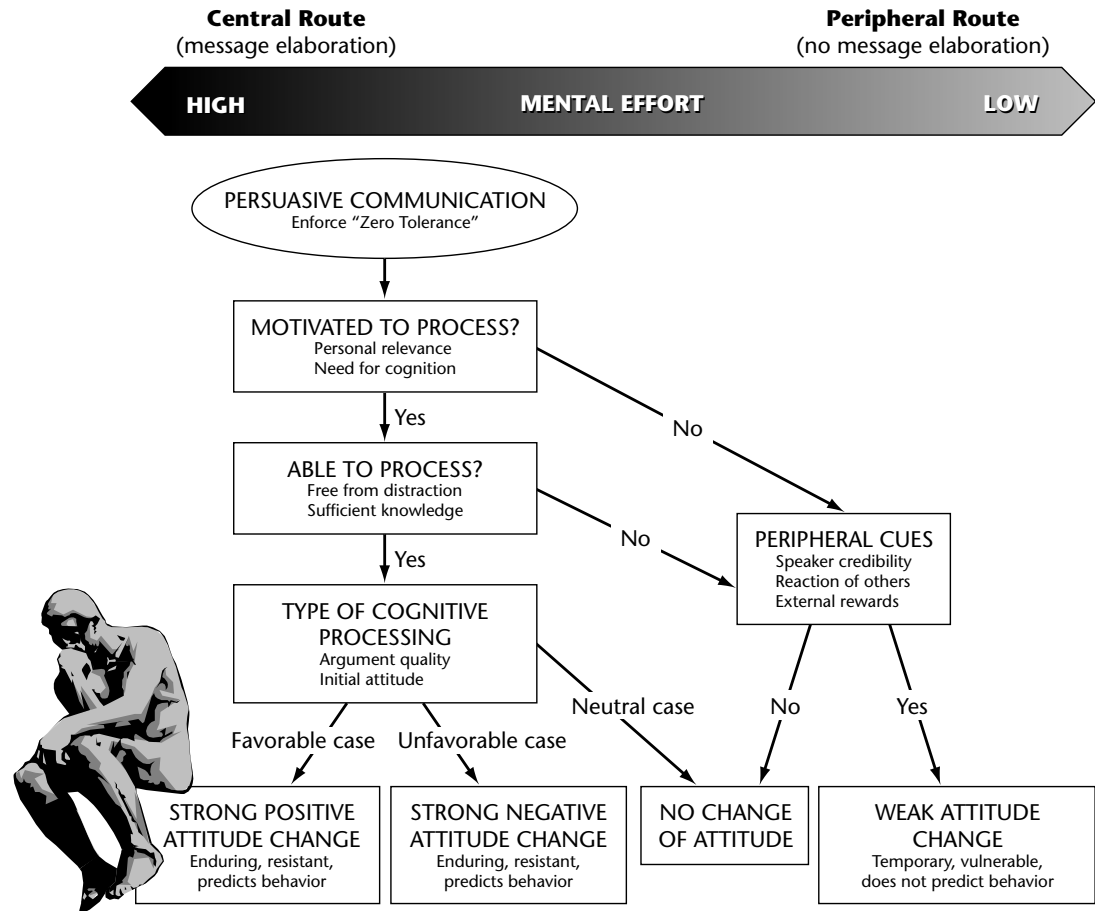 Central Route
(message elaboration)
Peripheral Route
(no message elaboration)
HIGH
MENTAL EFFORT
LOW
PERSUASIVE COMMUNICATION
Enforce “Zero Tolerance”
MOTIVATED TO PROCESS?
Personal relevance
Need for cognition
Yes
No
ABLE TO PROCESS?
Free from distraction
Sufficient knowledge
Yes
No
PERIPHERAL CUES
Speaker credibility
Reaction of others
External rewards
TYPE OF COGNITIVE
PROCESSING
Argument quality
Initial attitude
Favorable case
Unfavorable case
Neutral case
No
Yes
STRONG POSITIVE
ATTITUDE CHANGE
Enduring, resistant,
predicts behavior
STRONG NEGATIVE
ATTITUDE CHANGE
Enduring, resistant,
predicts behavior
NO CHANGE
OF ATTITUDE
WEAK ATTITUDE
CHANGE
Temporary, vulnerable,
does not predict behavior